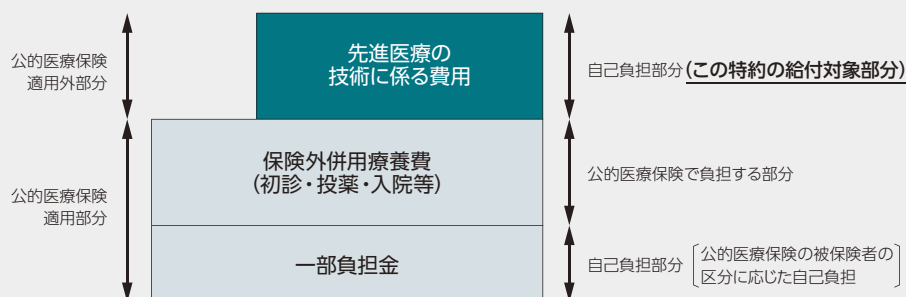 公的医療保険
適用外部分
先進医療の
技術に係る費用
自己負担部分(この特約の給付対象部分)
公的医療保険
適用部分
保険外併用療養費
(初診・投薬・入院等)
公的医療保険で負担する部分
一部負担金
自己負担部分
公的医療保険の被保険者の
区分に応じた自己負担